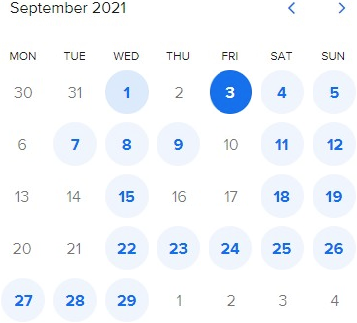 September 2021
MON TUE WED THU FRI SAT SUN
30 31 1 2 3 4 5
6 7 8 9 10 11 12
13 14 15 16 17 18 19
20 21 22 23 24 25 26
27 28 29 1 2 3 4